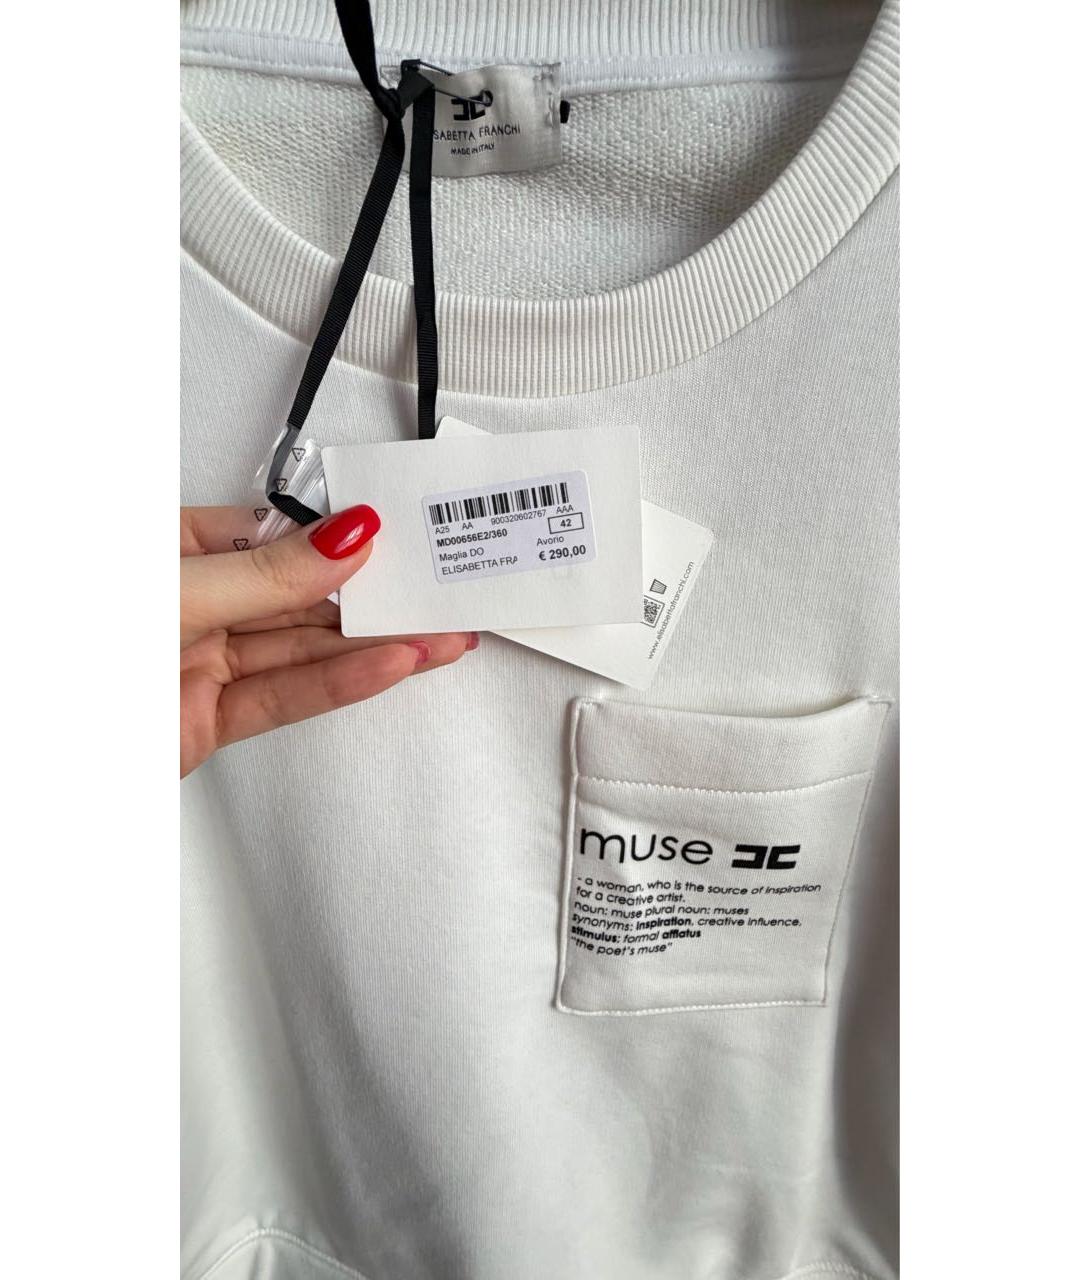 SABETTA FRANCHI
MADE IN ITALY
A25 AA 900320602767 AAA
MD00656E2/360 42
Maglia DO Avorio
ELISABETTA FRA € 290,00
www.elisabettafranchi.com
muse
- a woman, who is the source of inspiration
for a creative artist.
noun: muse plural noun: muses
synonyms: inspiration, creative influence,
stimulus; formal afflatus
"the poet's muse"